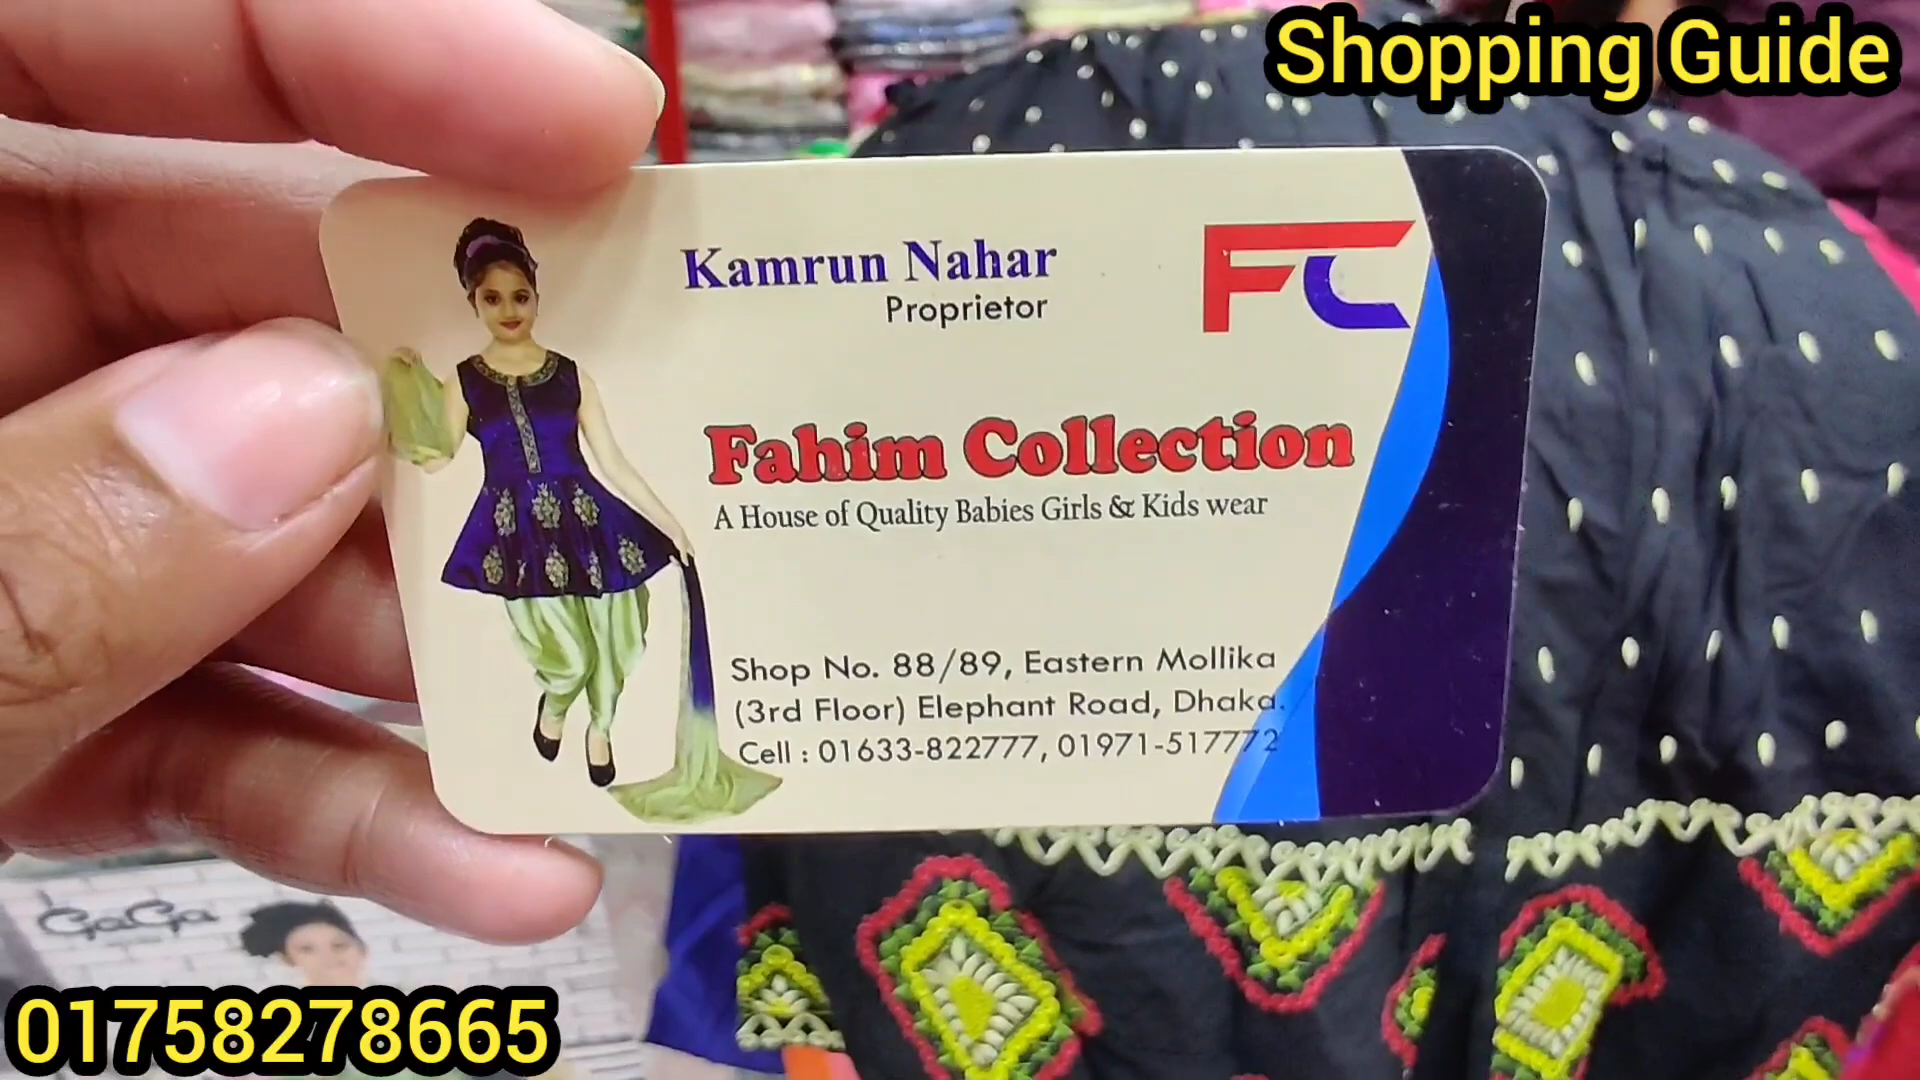 Shopping Guide
Kamrun Nahar
Proprietor
FC
Fahim Collection
A House of Quality Babies Girls & Kids wear
Shop No. 88/89, Eastern Mollika
(3rd Floor) Elephant Road, Dhaka.
Cell : 01633-822777, 01971-517772
GaGa
01758278665